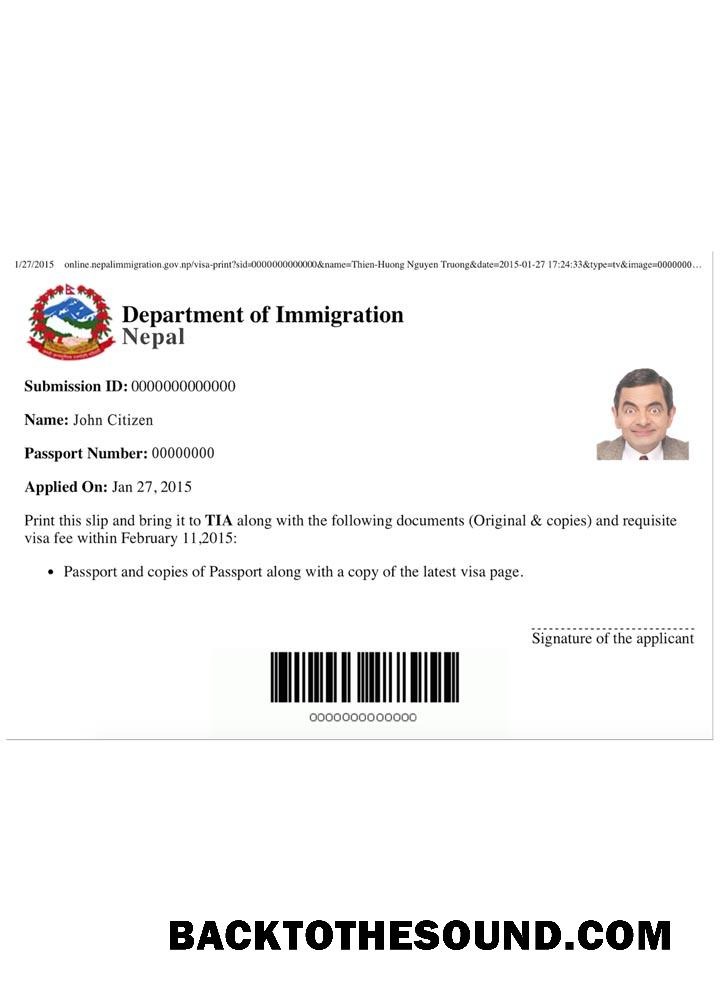 1/27/2015 online.nepalimmigration.gov.np/visa-print?sid=0000000000000&name=Thien-Huong Nguyen Truong&date=2015-01-27 17:24:33&type=tv&image=0000000…
Department of Immigration
Nepal
Submission ID: 0000000000000
Name: John Citizen
Passport Number: 00000000
Applied On: Jan 27, 2015
Print this slip and bring it to TIA along with the following documents (Original & copies) and requisite
visa fee within February 11,2015:
• Passport and copies of Passport along with a copy of the latest visa page.
Signature of the applicant
0000000000000
BACKTOTHESOUND.COM